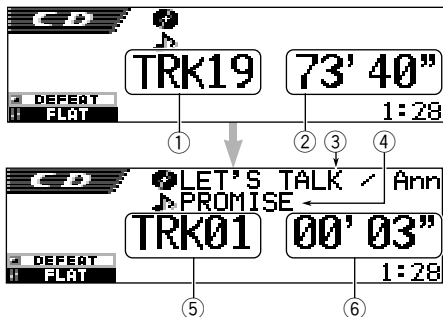 CD
TRK19 73' 40"
DEFEAT
FLAT 1:28
① ② ③ ④
CD LET'S TALK / Ann
PROMISE
TRK01 00' 03"
DEFEAT
FLAT 1:28
⑤ ⑥